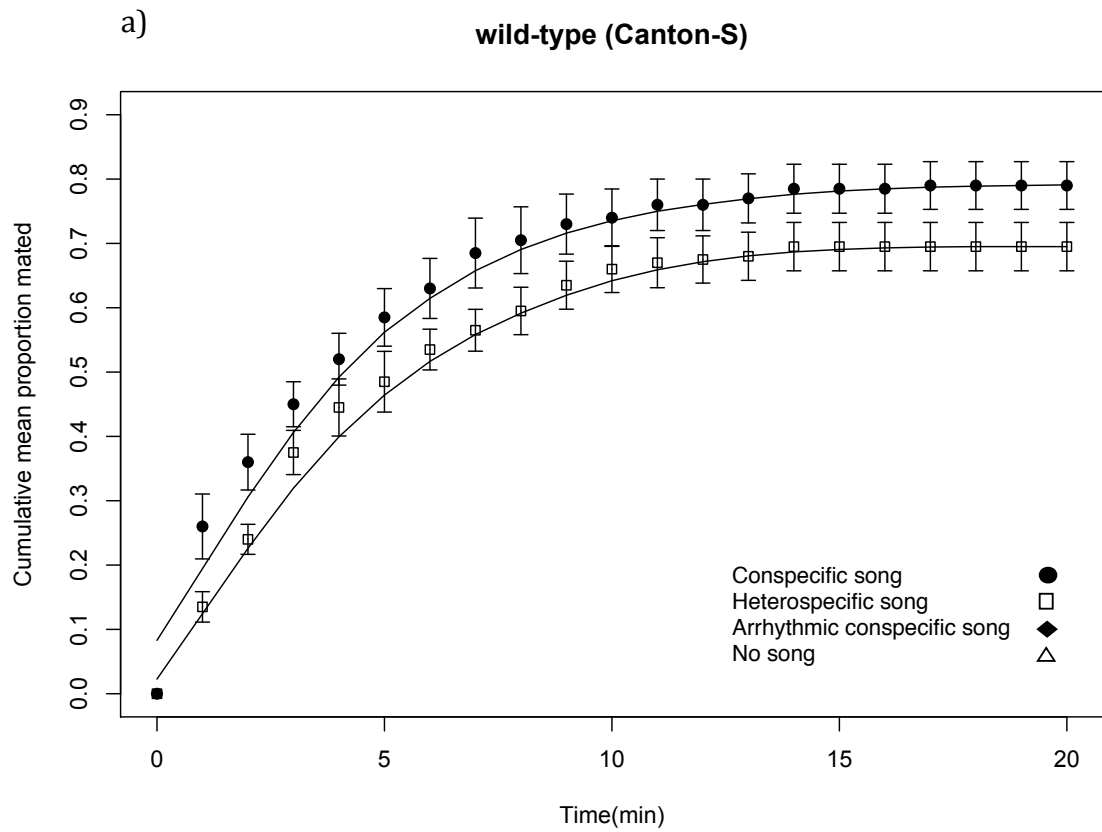 a)
wild-type (Canton-S)
0.9
0.8
0.7
0.6
0.5
0.4
0.3
0.2
0.1
0.0
Cumulative mean proportion mated
Conspecific song
Heterospecific song
Arrhythmic conspecific song
No song
0 5 10 15 20
Time(min)